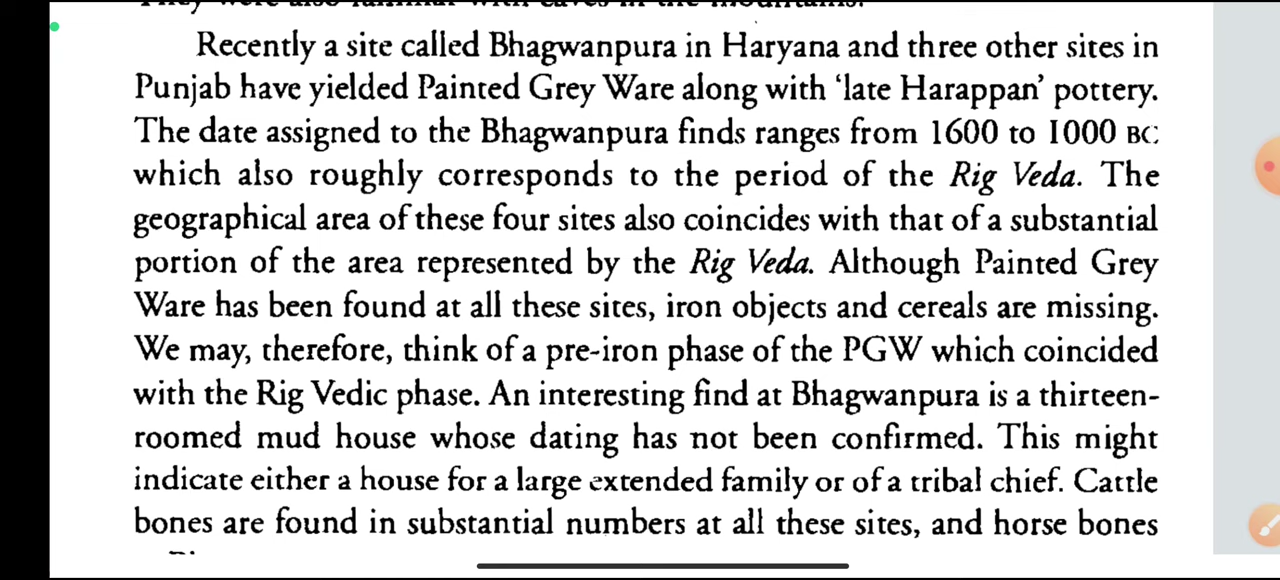 Recently a site called Bhagwanpura in Haryana and three other sites in
Punjab have yielded Painted Grey Ware along with ‘late Harappan’ pottery.
The date assigned to the Bhagwanpura finds ranges from 1600 to 1000 BC
which also roughly corresponds to the period of the Rig Veda. The
geographical area of these four sites also coincides with that of a substantial
portion of the area represented by the Rig Veda. Although Painted Grey
Ware has been found at all these sites, iron objects and cereals are missing.
We may, therefore, think of a pre-iron phase of the PGW which coincided
with the Rig Vedic phase. An interesting find at Bhagwanpura is a thirteen-
roomed mud house whose dating has not been confirmed. This might
indicate either a house for a large extended family or of a tribal chief. Cattle
bones are found in substantial numbers at all these sites, and horse bones